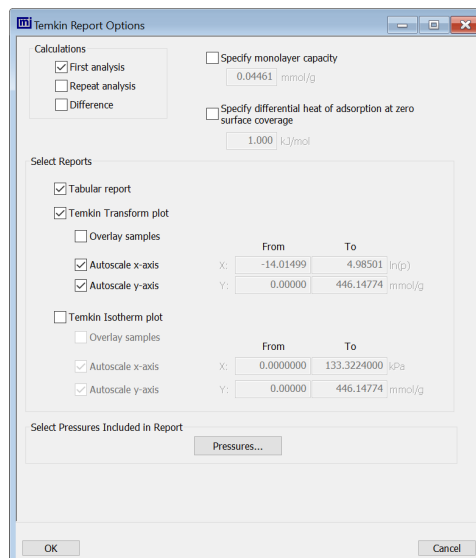 Temkin Report Options
Calculations
First analysis
Repeat analysis
Difference
Specify monolayer capacity
0.04461 mmol/g
Specify differential heat of adsorption at zero
surface coverage
1.000 kJ/mol
Select Reports
Tabular report
Temkin Transform plot
Overlay samples
From To
Autoscale x-axis X: -14.01499 4.98501 ln(p)
Autoscale y-axis Y: 0.00000 446.14774 mmol/g
Temkin Isotherm plot
Overlay samples
From To
Autoscale x-axis X: 0.0000000 133.3224000 kPa
Autoscale y-axis Y: 0.00000 446.14774 mmol/g
Select Pressures Included in Report
Pressures...
OK Cancel